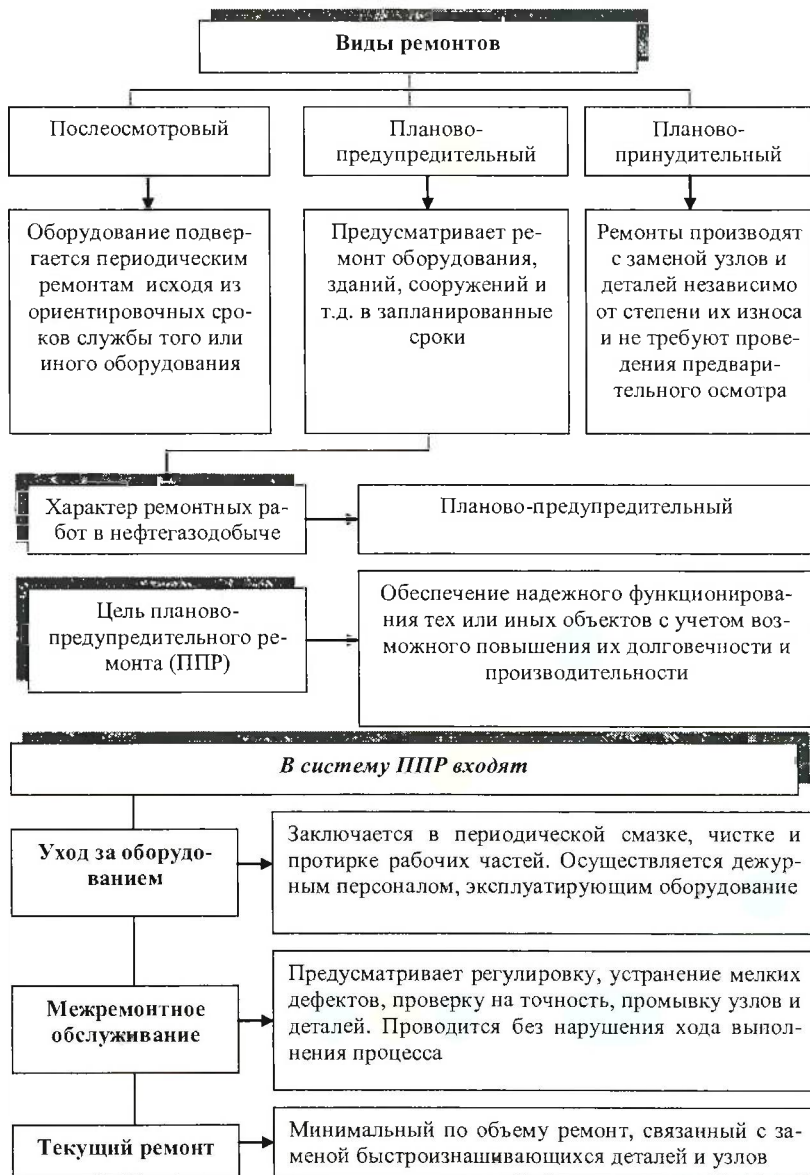 Виды ремонтов
Послеосмотровый
Планово-
предупредительный
Планово-
принудительный
Оборудование подвер-
гается периодическим
ремонтам исходя из
ориентировочных сро-
ков службы того или
иного оборудования
Предусматривает ре-
монт оборудования,
зданий, сооружений и
т.д. в запланированные
сроки
Ремонты производят
с заменой узлов и
деталей независимо
от степени их износа
и не требуют прове-
дения предвари-
тельного осмотра
Характер ремонтных ра-
бот в нефтегазодобыче
Планово-предупредительный
Цель планово-
предупредительного ре-
монта (ППР)
Обеспечение надежного функционирова-
ния тех или иных объектов с учетом воз-
можного повышения их долговечности и
производительности
В систему ППР входят
Уход за оборудо-
ванием
Заключается в периодической смазке, чистке и
протирке рабочих частей. Осуществляется дежур-
ным персоналом, эксплуатирующим оборудование
Межремонтное
обслуживание
Предусматривает регулировку, устранение мелких
дефектов, проверку на точность, промывку узлов и
деталей. Проводится без нарушения хода выпол-
нения процесса
Текущий ремонт
Минимальный по объему ремонт, связанный с за-
меной быстроизнашивающихся деталей и узлов